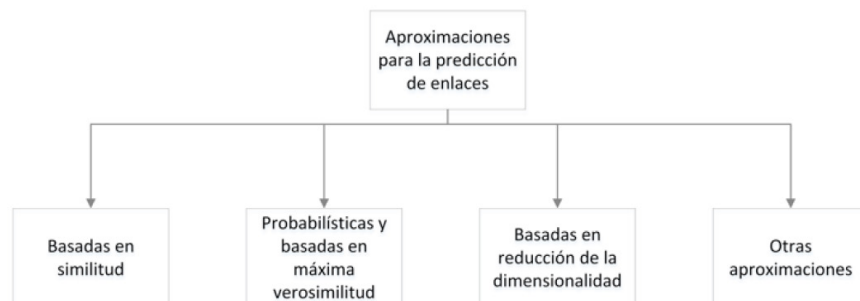 Aproximaciones
para la predicción
de enlaces
Basadas en
similitud
Probabilísticas y
basadas en
máxima
verosimilitud
Basadas en
reducción de la
dimensionalidad
Otras
aproximaciones